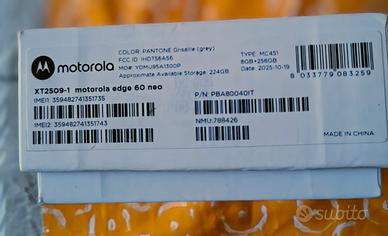 motorola
COLOR: PANTONE Grisaille (grey)
FCC ID: IHDT56AS6
MO#: YDMU95A1300P
Approximate Available Storage: 224GB
TYPE: MC451
8GB+256GB
DATE: 2025-10-19
8 033779 083259
XT2509-1 motorola edge 60 neo
IMEI1: 359482741351735
P/N: PBA80040IT
IMEI2: 359482741351743
NMU:788426
MADE IN CHINA
Subito